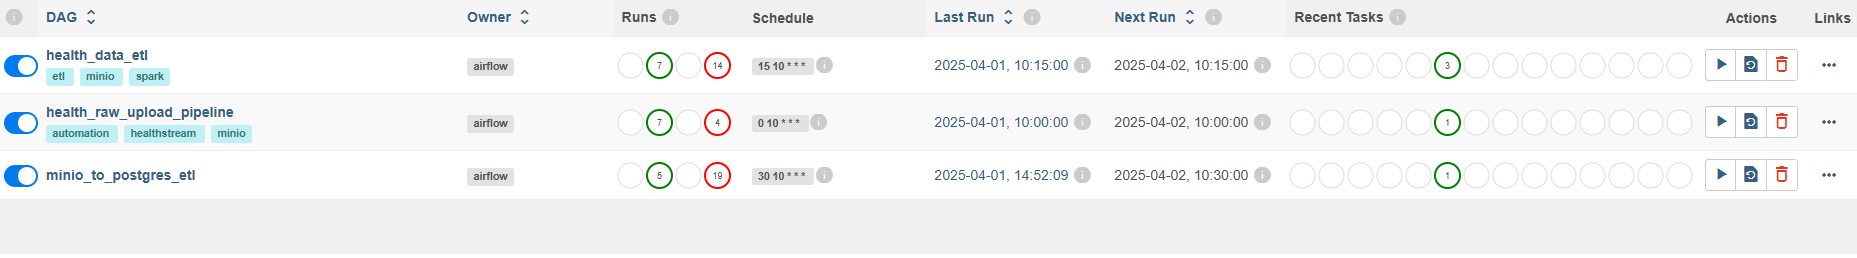 DAG Owner Runs Schedule Last Run Next Run Recent Tasks Actions Links
health_data_etl
etl minio spark
airflow 7 14 15 10 * * * 2025-04-01, 10:15:00 2025-04-02, 10:15:00 3
health_raw_upload_pipeline
automation healthstream minio
airflow 7 4 0 10 * * * 2025-04-01, 10:00:00 2025-04-02, 10:00:00 1
minio_to_postgres_etl airflow 5 19 30 10 * * * 2025-04-01, 14:52:09 2025-04-02, 10:30:00 1